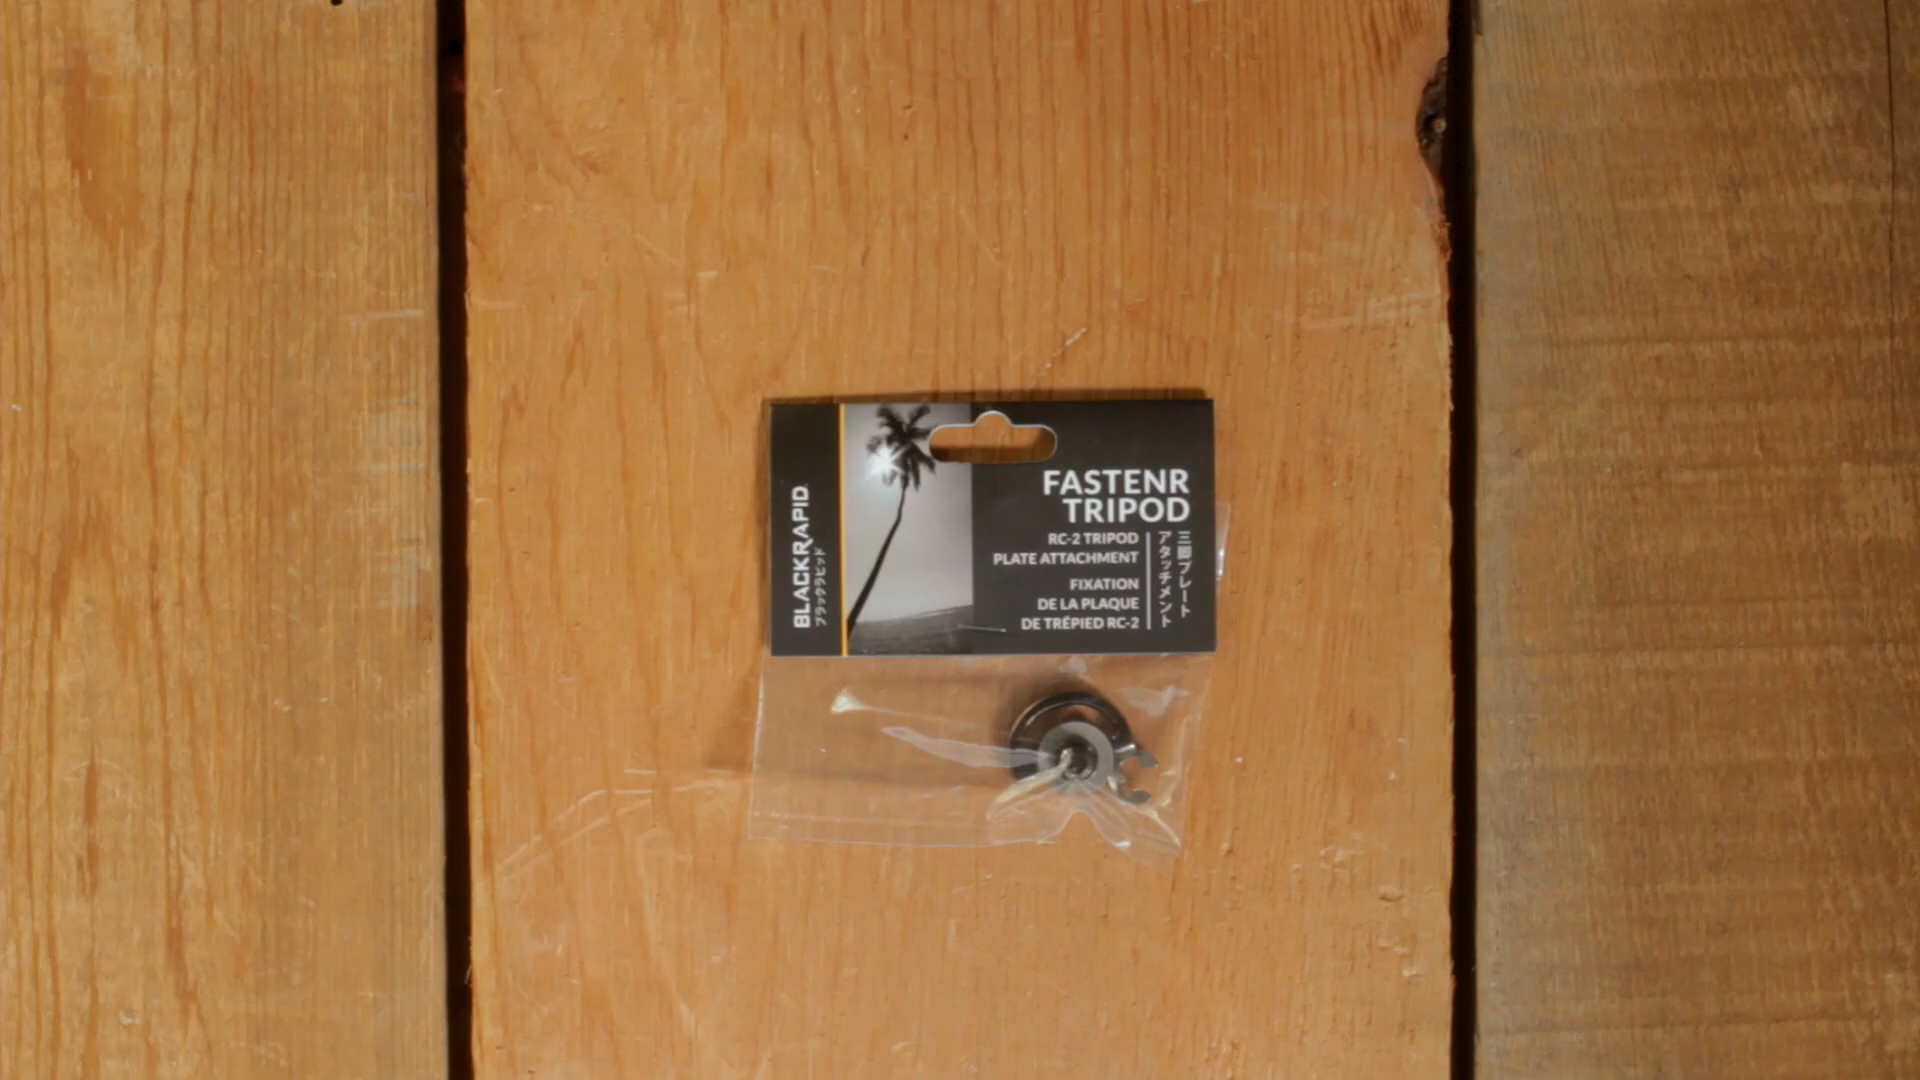 BLACKRAPID
ブラックラピッド
FASTENR
TRIPOD
RC-2 TRIPOD
PLATE ATTACHMENT
FIXATION
DE LA PLAQUE
DE TRÉPIED RC-2
三脚プレート
アタッチメント